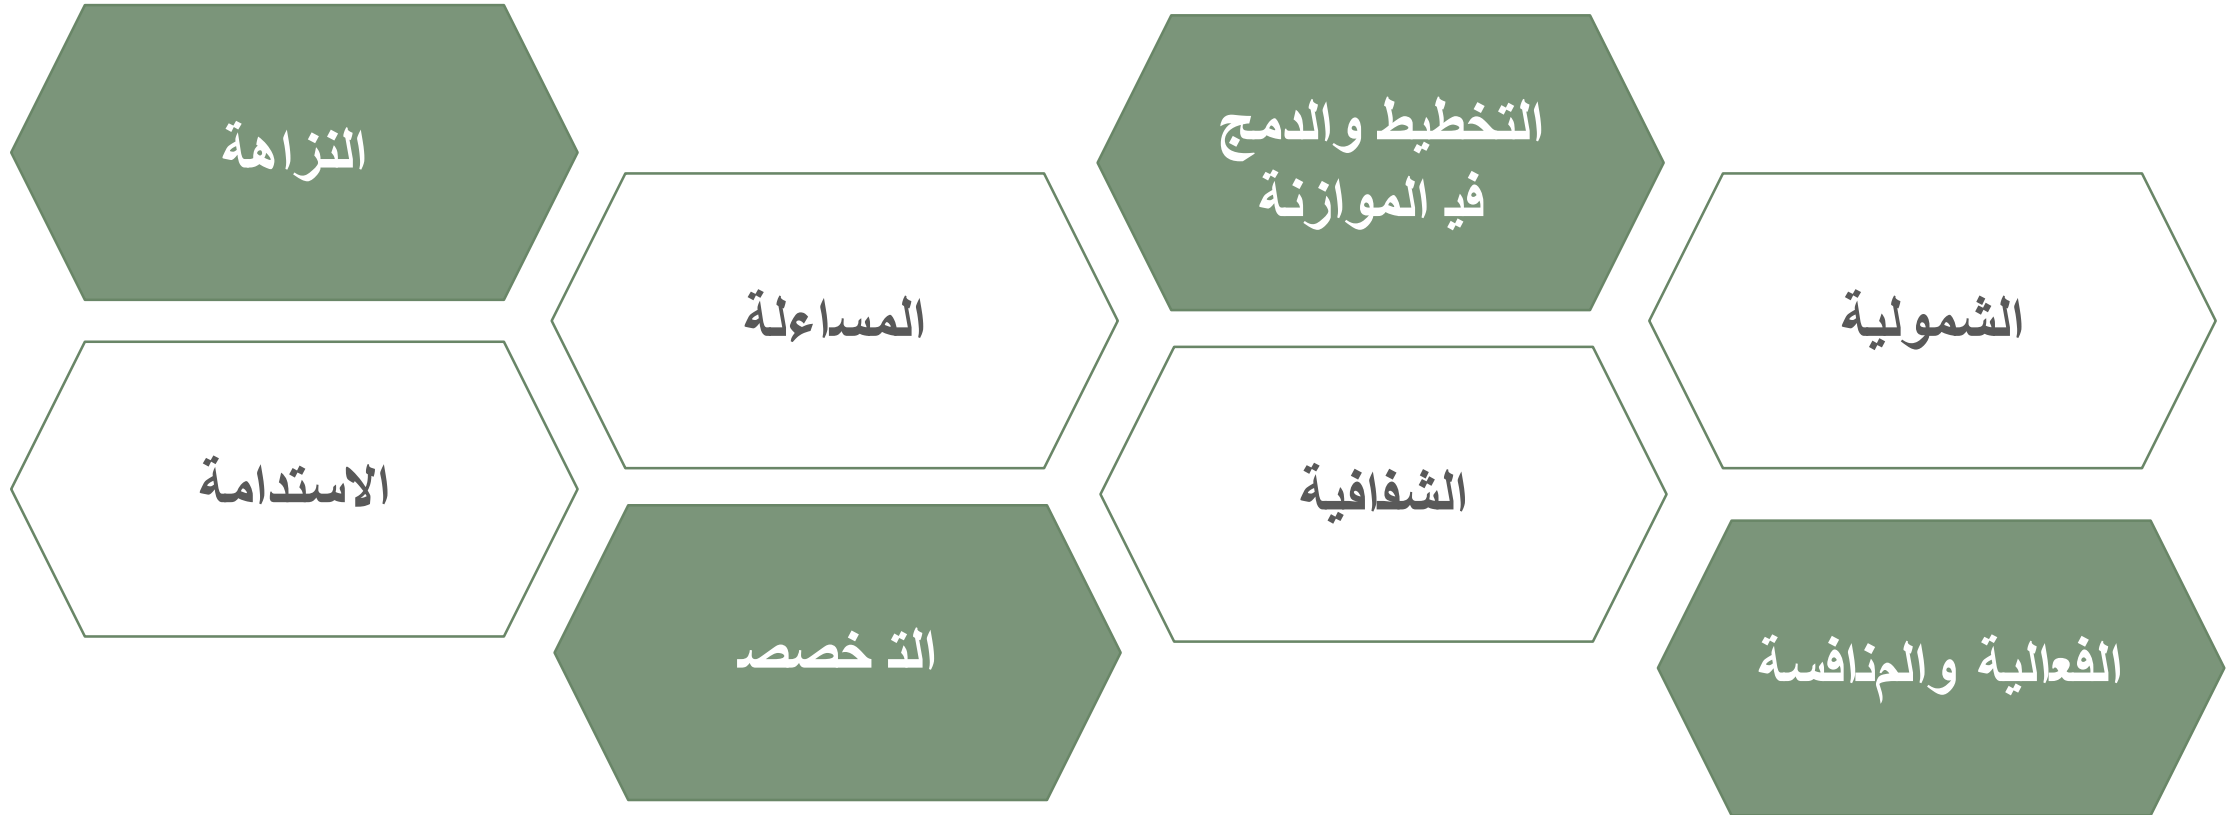 الشمولية
الفعالية والمنافسة
التخطيط والدمج
في الموازنة
الشفافية
المساءلة
التخصص
النزاهة
الاستدامة